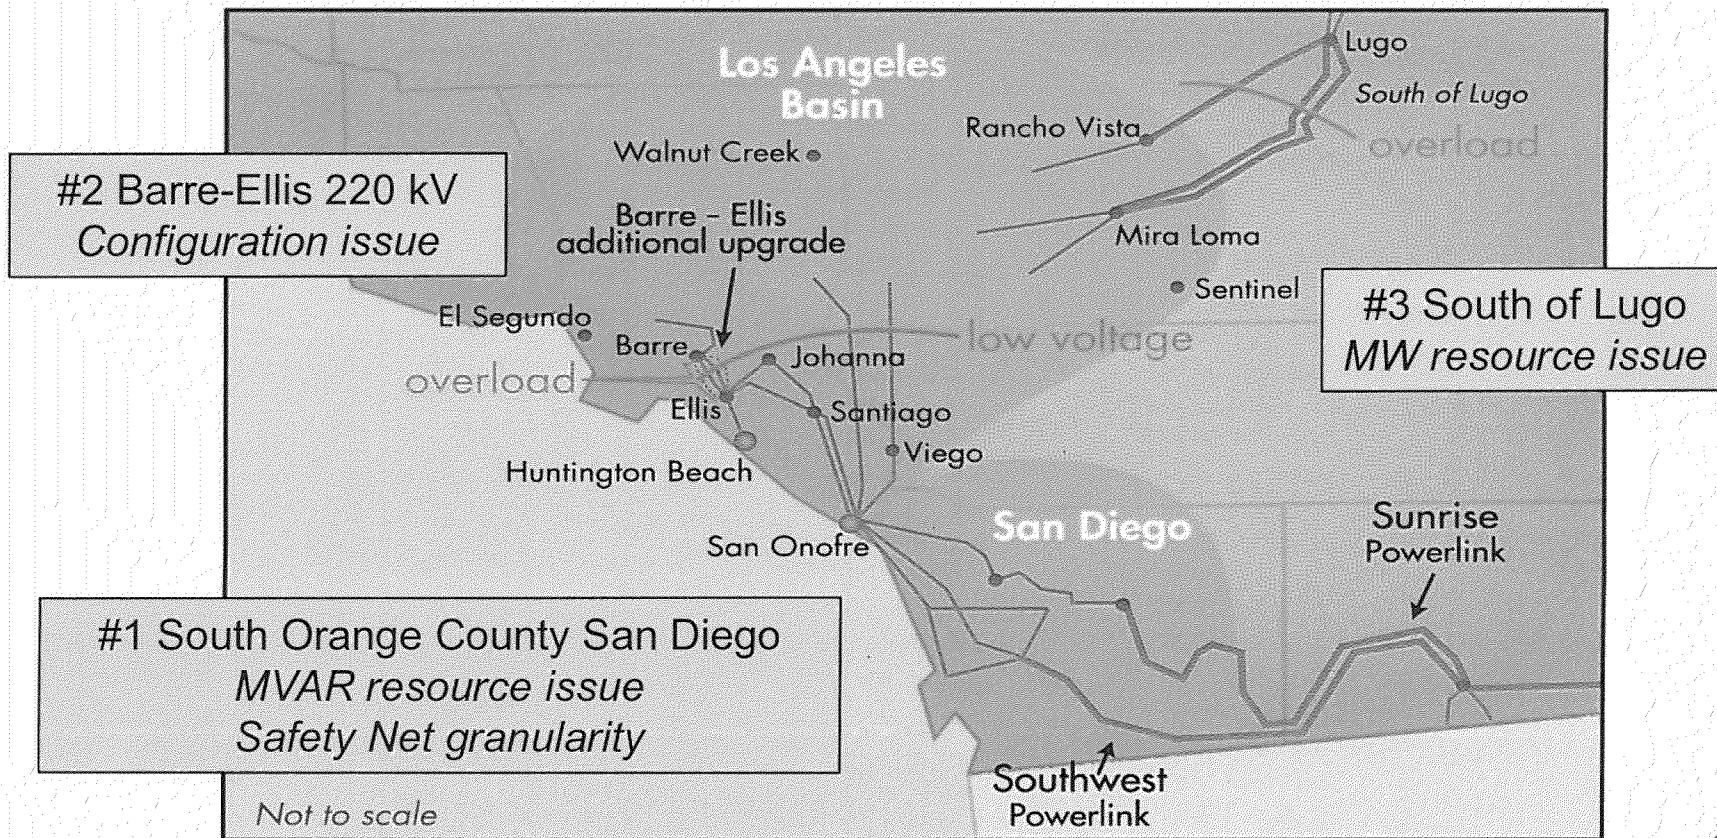 Los Angeles
Basin
Lugo
South of Lugo
Rancho Vista
overload
Walnut Creek
#2 Barre-Ellis 220 kV
Configuration issue
Barre – Ellis
additional upgrade
Mira Loma
Sentinel
#3 South of Lugo
MW resource issue
El Segundo
Barre
Johanna
low voltage
overload
Ellis
Santiago
Viego
Huntington Beach
San Onofre
San Diego
Sunrise
Powerlink
#1 South Orange County San Diego
MVAR resource issue
Safety Net granularity
Southwest
Powerlink
Not to scale